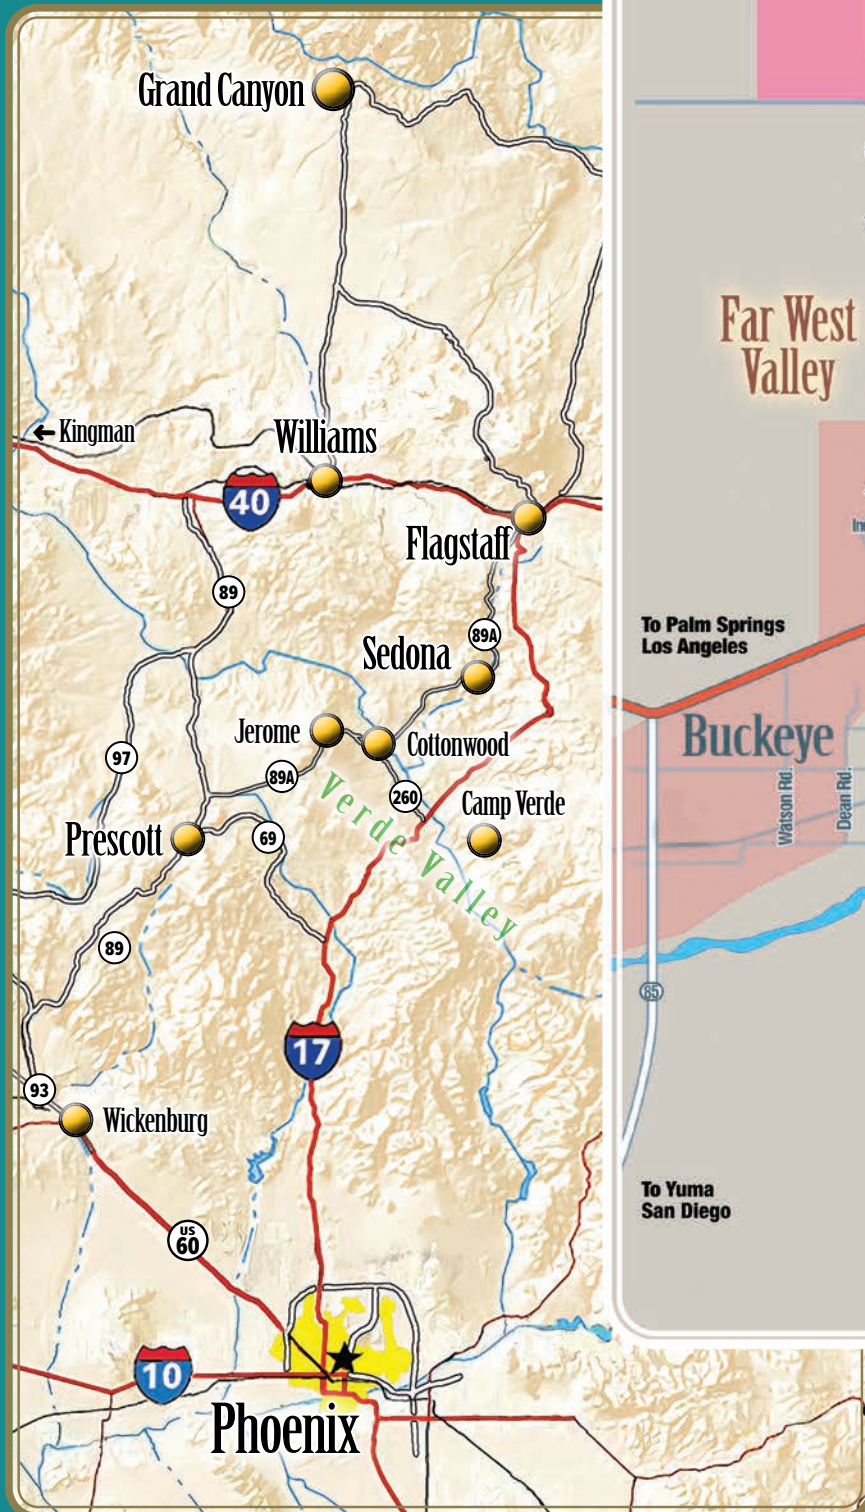 Grand Canyon
Kingman
Williams
40
Flagstaff
89
89A
Sedona
Jerome
Cottonwood
97
89A
260
Camp Verde
Verde Valley
Prescott
69
89
17
93
Wickenburg
US
60
10
Phoenix
Far West
Valley
To Palm Springs
Los Angeles
Buckeye
Watson Rd.
Dean Rd.
85
To Yuma
San Diego